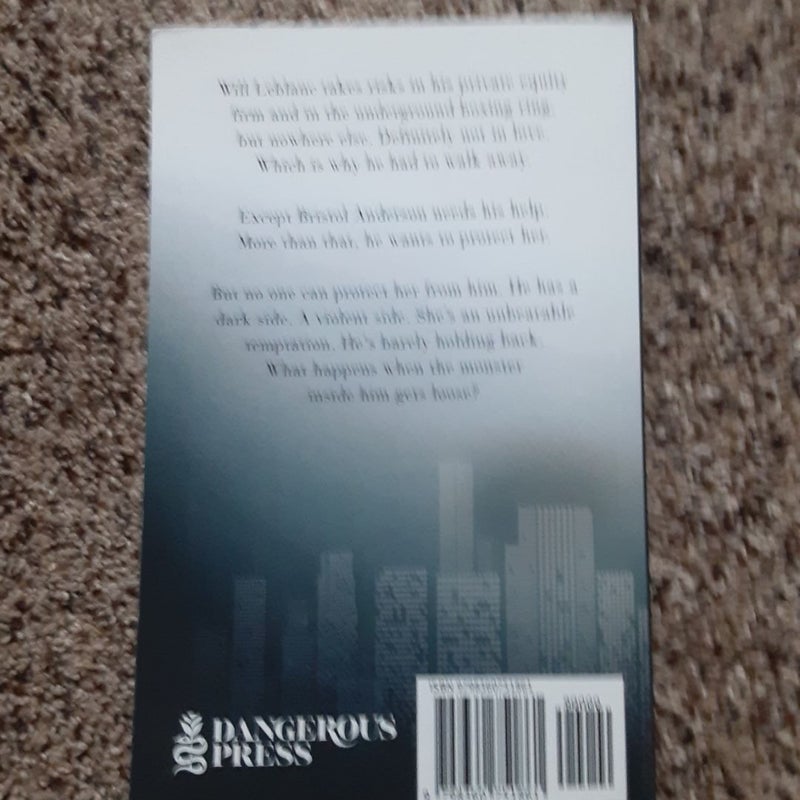 Will Leblanc takes risks in his private equity
firm and in the underground boxing ring,
but nowhere else. Definitely not in love.
Which is why he had to walk away.
Except Bristol Anderson needs his help.
More than that, he wants to protect her.
But no one can protect her from him. He has a
dark side. A violent side. She's an unbearable
temptation. He's barely holding back.
What happens when the monster
inside him gets loose?
DANGEROUS
PRESS
ISBN
90000